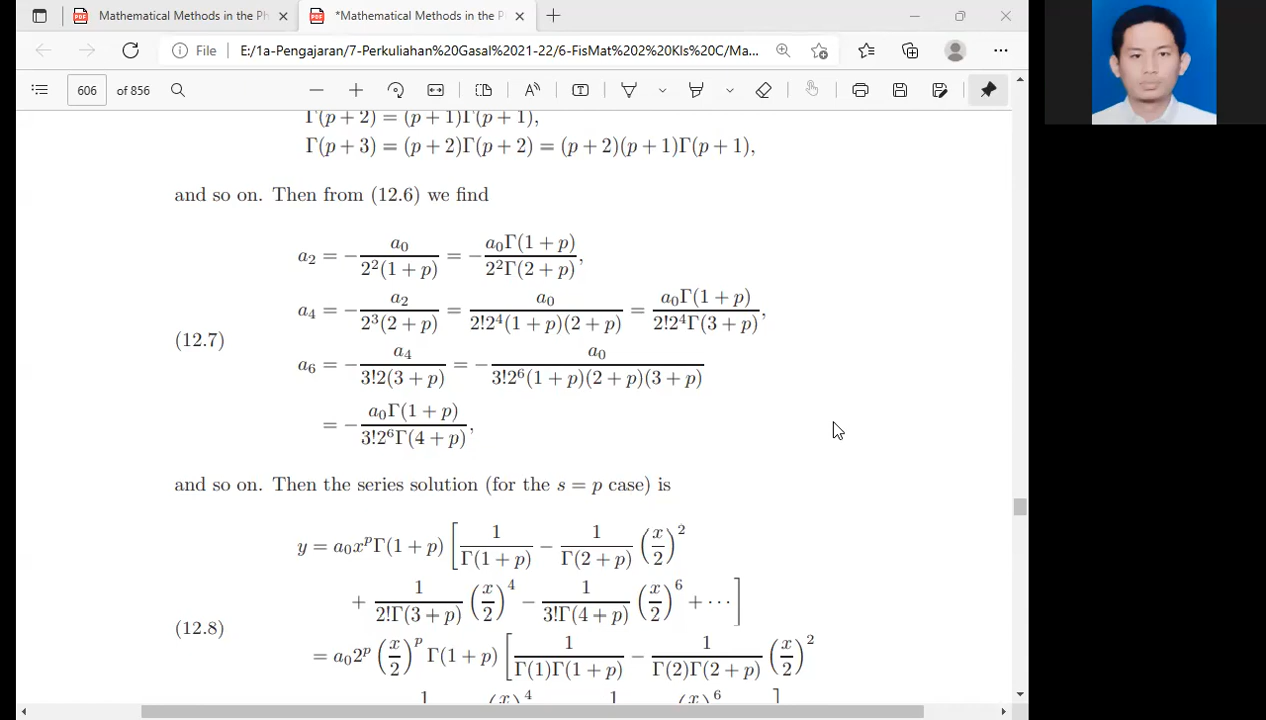 Mathematical Methods in the Ph
*Mathematical Methods in the P
File E:/1a-Pengajaran/7-Perkuliahan%20Gasal%2021-22/6-FisMat%202%20Kls%20C/Ma...
606 of 856
Γ(p + 2) = (p + 1)Γ(p + 1),
Γ(p + 3) = (p + 2)Γ(p + 2) = (p + 2)(p + 1)Γ(p + 1),
and so on. Then from (12.6) we find
a₂ = − a₀ / 2²(1 + p) = − a₀Γ(1 + p) / 2²Γ(2 + p),
a₄ = − a₂ / 2³(2 + p) = a₀ / 2!2⁴(1 + p)(2 + p) = a₀Γ(1 + p) / 2!2⁴Γ(3 + p),
(12.7)
a₆ = − a₄ / 3!2(3 + p) = − a₀ / 3!2⁶(1 + p)(2 + p)(3 + p)
= − a₀Γ(1 + p) / 3!2⁶Γ(4 + p),
and so on. Then the series solution (for the s = p case) is
y = a₀xᵖΓ(1 + p) [ 1 / Γ(1 + p) − 1 / Γ(2 + p) (x/2)²
+ 1 / 2!Γ(3 + p) (x/2)⁴ − 1 / 3!Γ(4 + p) (x/2)⁶ + ⋯ ]
(12.8)
= a₀2ᵖ (x/2)ᵖ Γ(1 + p) [ 1 / Γ(1)Γ(1 + p) − 1 / Γ(2)Γ(2 + p) (x/2)²